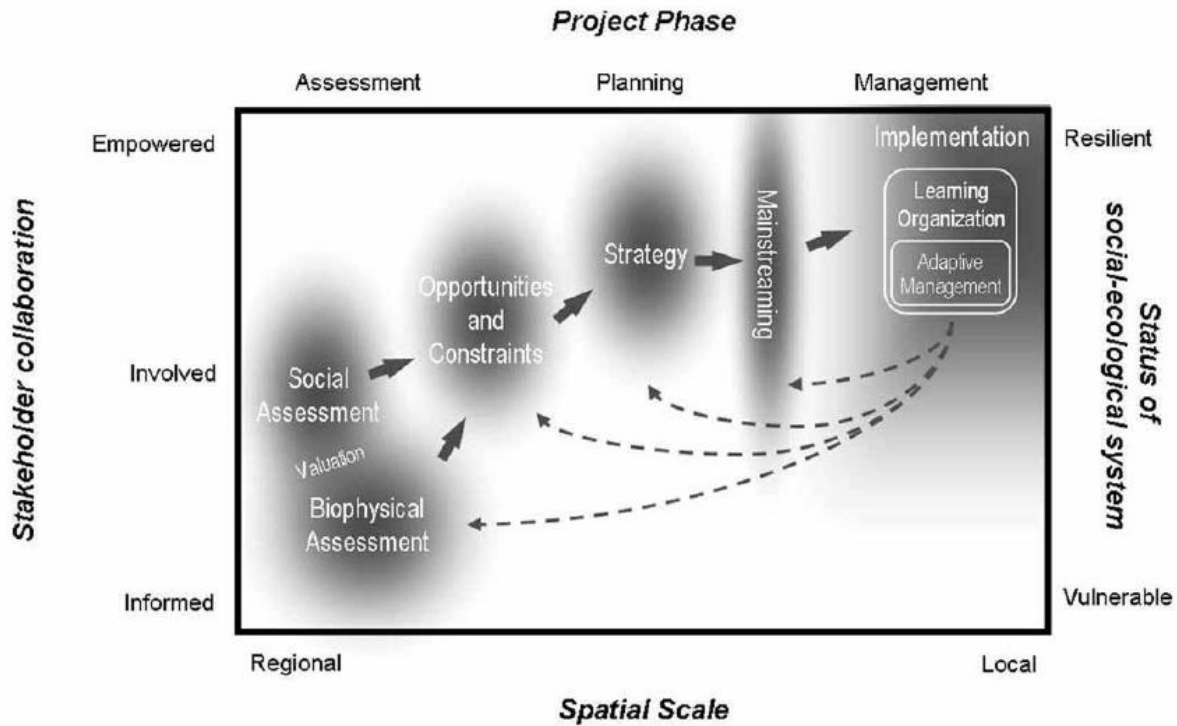 Project Phase
Assessment
Planning
Management
Empowered
Involved
Informed
Stakeholder collaboration
Social
Assessment
Valuation
Biophysical
Assessment
Opportunities
and
Constraints
Strategy
Mainstreaming
Implementation
Learning
Organization
Adaptive
Management
Resilient
Vulnerable
Status of
social-ecological system
Regional
Local
Spatial Scale